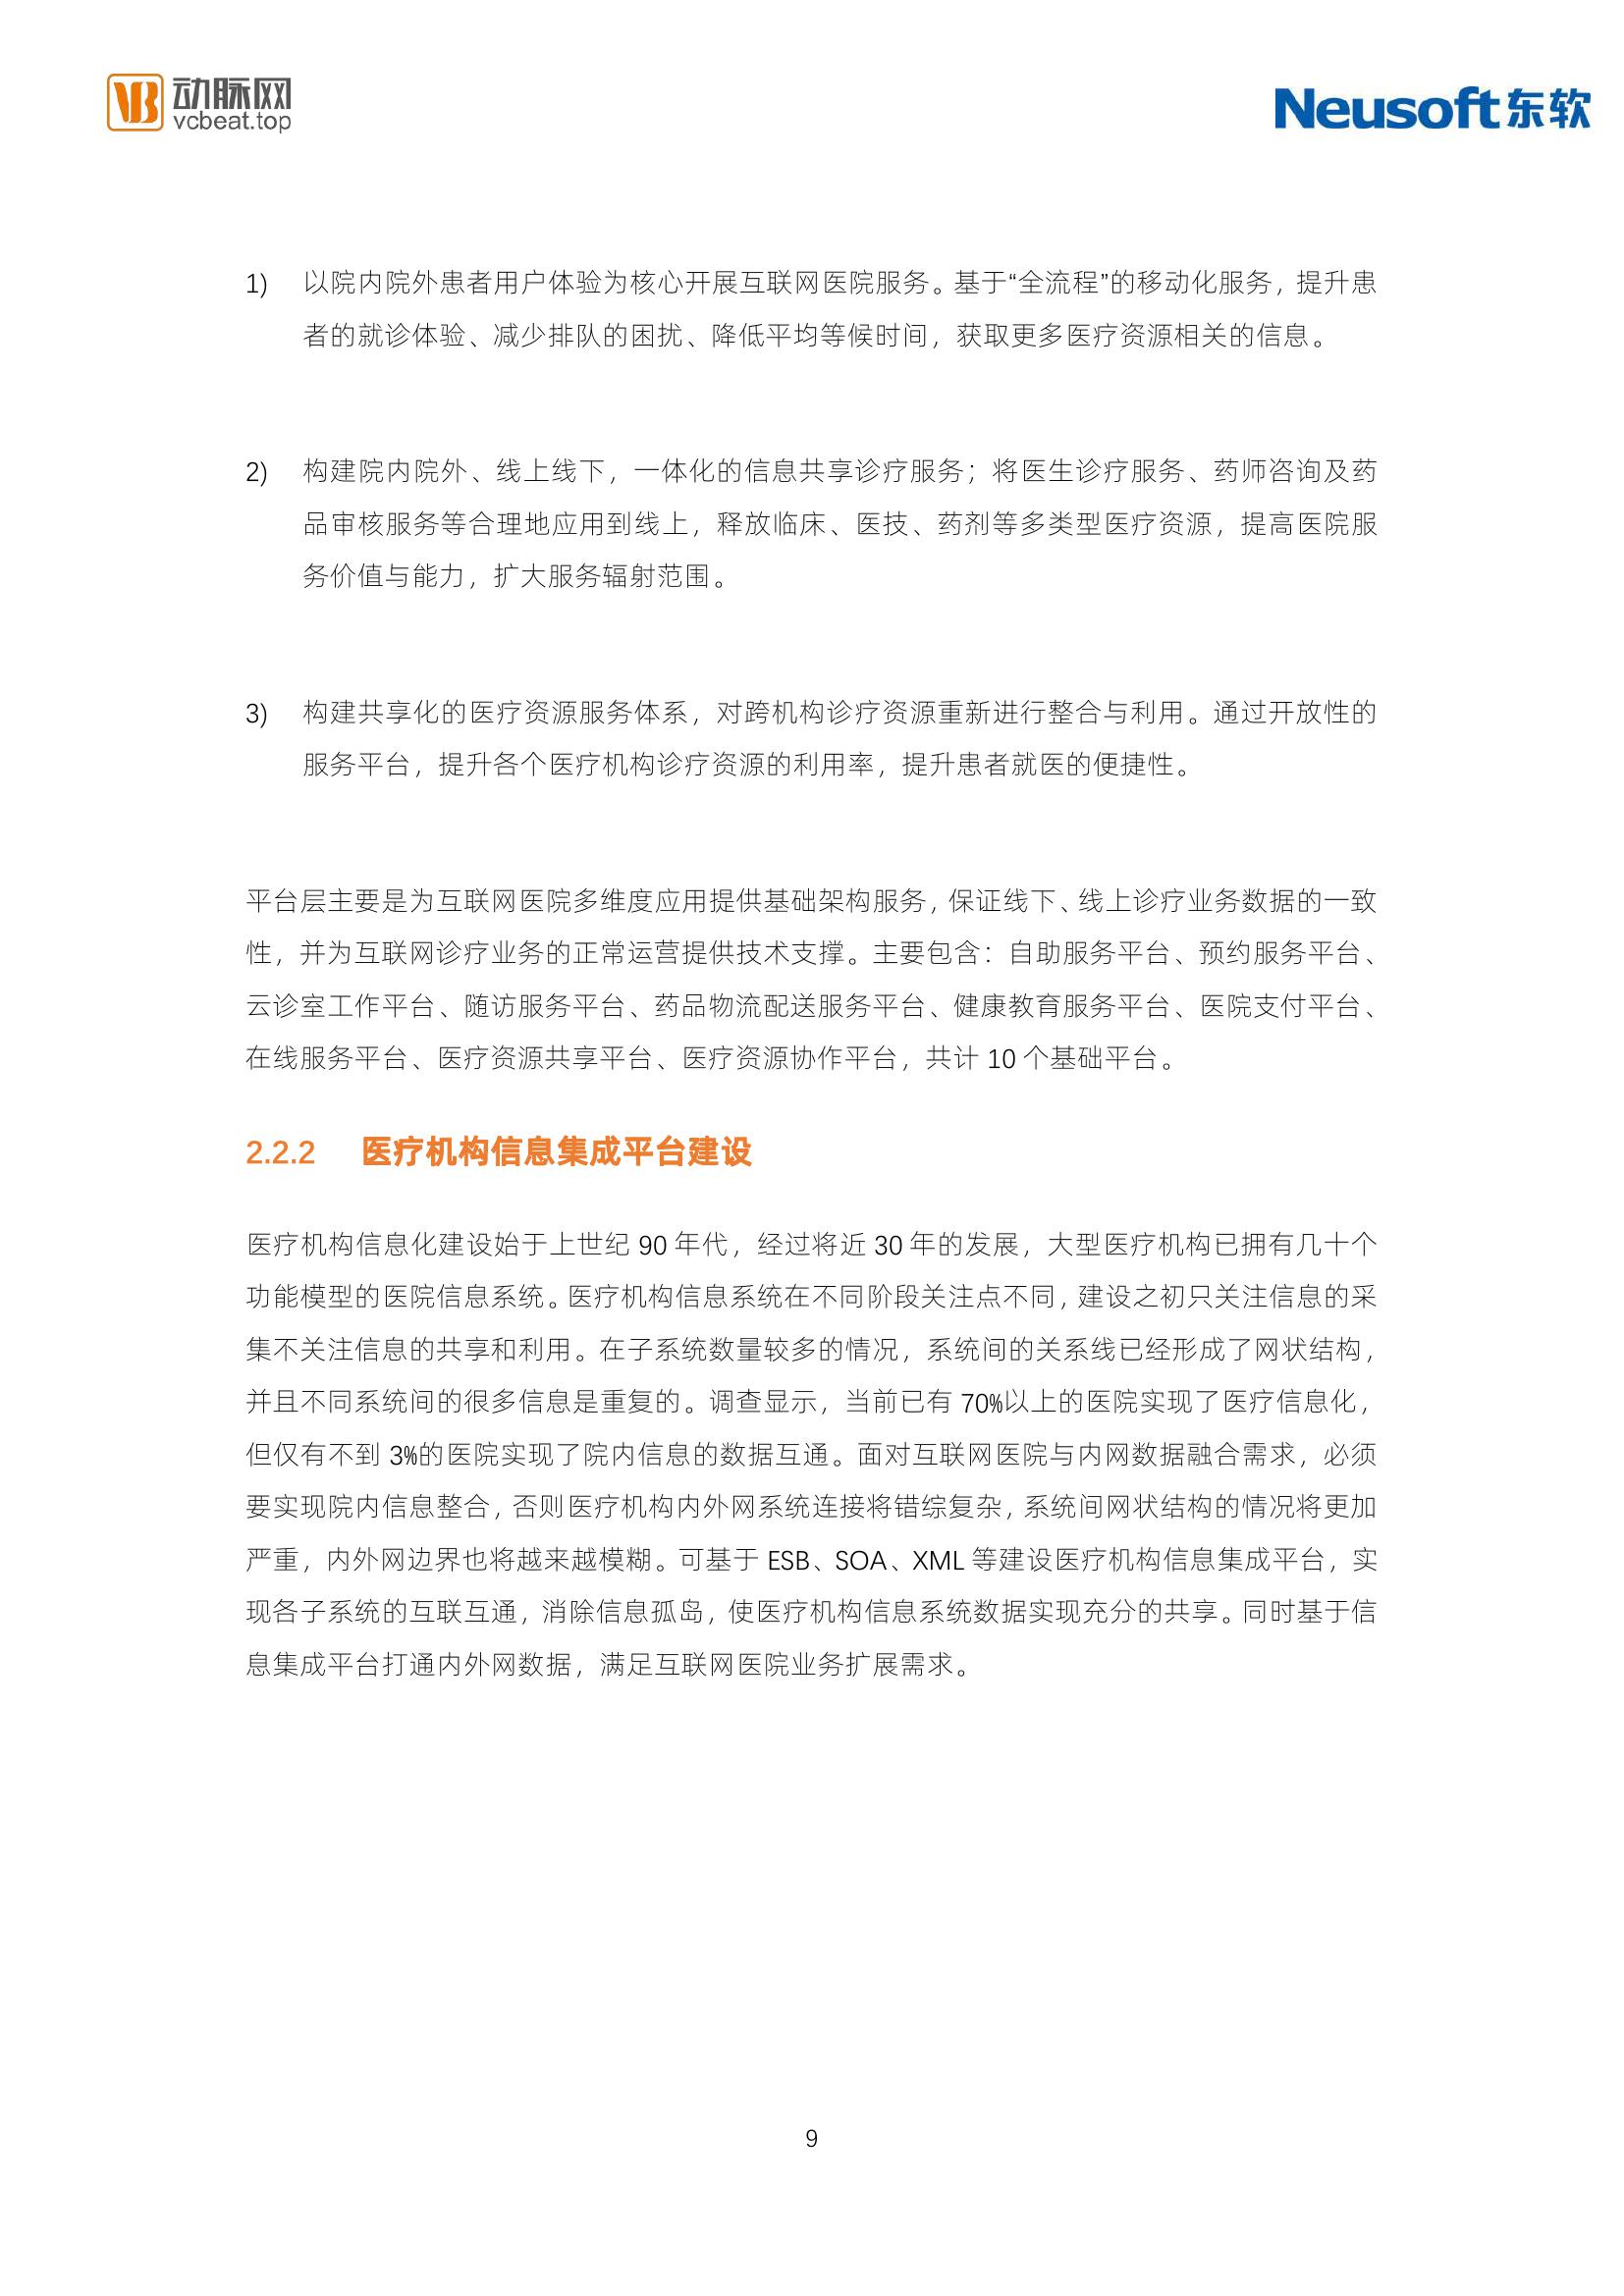 动脉网
vcbeat.top
Neusoft东软
1) 以院内院外患者用户体验为核心开展互联网医院服务。基于“全流程”的移动化服务，提升患
者的就诊体验、减少排队的困扰、降低平均等候时间，获取更多医疗资源相关的信息。
2) 构建院内院外、线上线下，一体化的信息共享诊疗服务；将医生诊疗服务、药师咨询及药
品审核服务等合理地应用到线上，释放临床、医技、药剂等多类型医疗资源，提高医院服
务价值与能力，扩大服务辐射范围。
3) 构建共享化的医疗资源服务体系，对跨机构诊疗资源重新进行整合与利用。通过开放性的
服务平台，提升各个医疗机构诊疗资源的利用率，提升患者就医的便捷性。
平台层主要是为互联网医院多维度应用提供基础架构服务，保证线下、线上诊疗业务数据的一致
性，并为互联网诊疗业务的正常运营提供技术支撑。主要包含：自助服务平台、预约服务平台、
云诊室工作平台、随访服务平台、药品物流配送服务平台、健康教育服务平台、医院支付平台、
在线服务平台、医疗资源共享平台、医疗资源协作平台，共计 10 个基础平台。
2.2.2 医疗机构信息集成平台建设
医疗机构信息化建设始于上世纪 90 年代，经过将近 30 年的发展，大型医疗机构已拥有几十个
功能模型的医院信息系统。医疗机构信息系统在不同阶段关注点不同，建设之初只关注信息的采
集不关注信息的共享和利用。在子系统数量较多的情况，系统间的关系线已经形成了网状结构，
并且不同系统间的很多信息是重复的。调查显示，当前已有 70%以上的医院实现了医疗信息化，
但仅有不到 3%的医院实现了院内信息的数据互通。面对互联网医院与内网数据融合需求，必须
要实现院内信息整合，否则医疗机构内外网系统连接将错综复杂，系统间网状结构的情况将更加
严重，内外网边界也将越来越模糊。可基于 ESB、SOA、XML 等建设医疗机构信息集成平台，实
现各子系统的互联互通，消除信息孤岛，使医疗机构信息系统数据实现充分的共享。同时基于信
息集成平台打通内外网数据，满足互联网医院业务扩展需求。
9